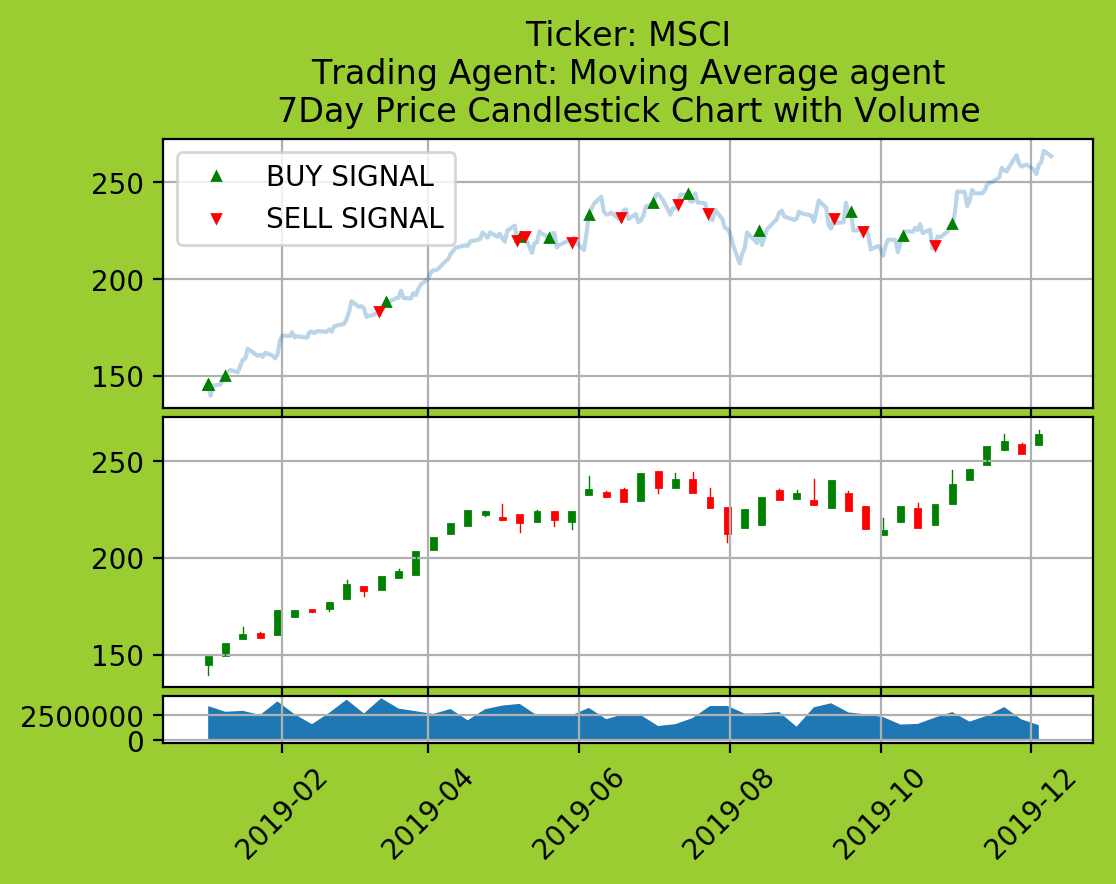 Ticker: MSCI
Trading Agent: Moving Average agent
7Day Price Candlestick Chart with Volume
BUY SIGNAL
SELL SIGNAL
250
200
150
250
200
150
2500000
0
2019-02
2019-04
2019-06
2019-08
2019-10
2019-12